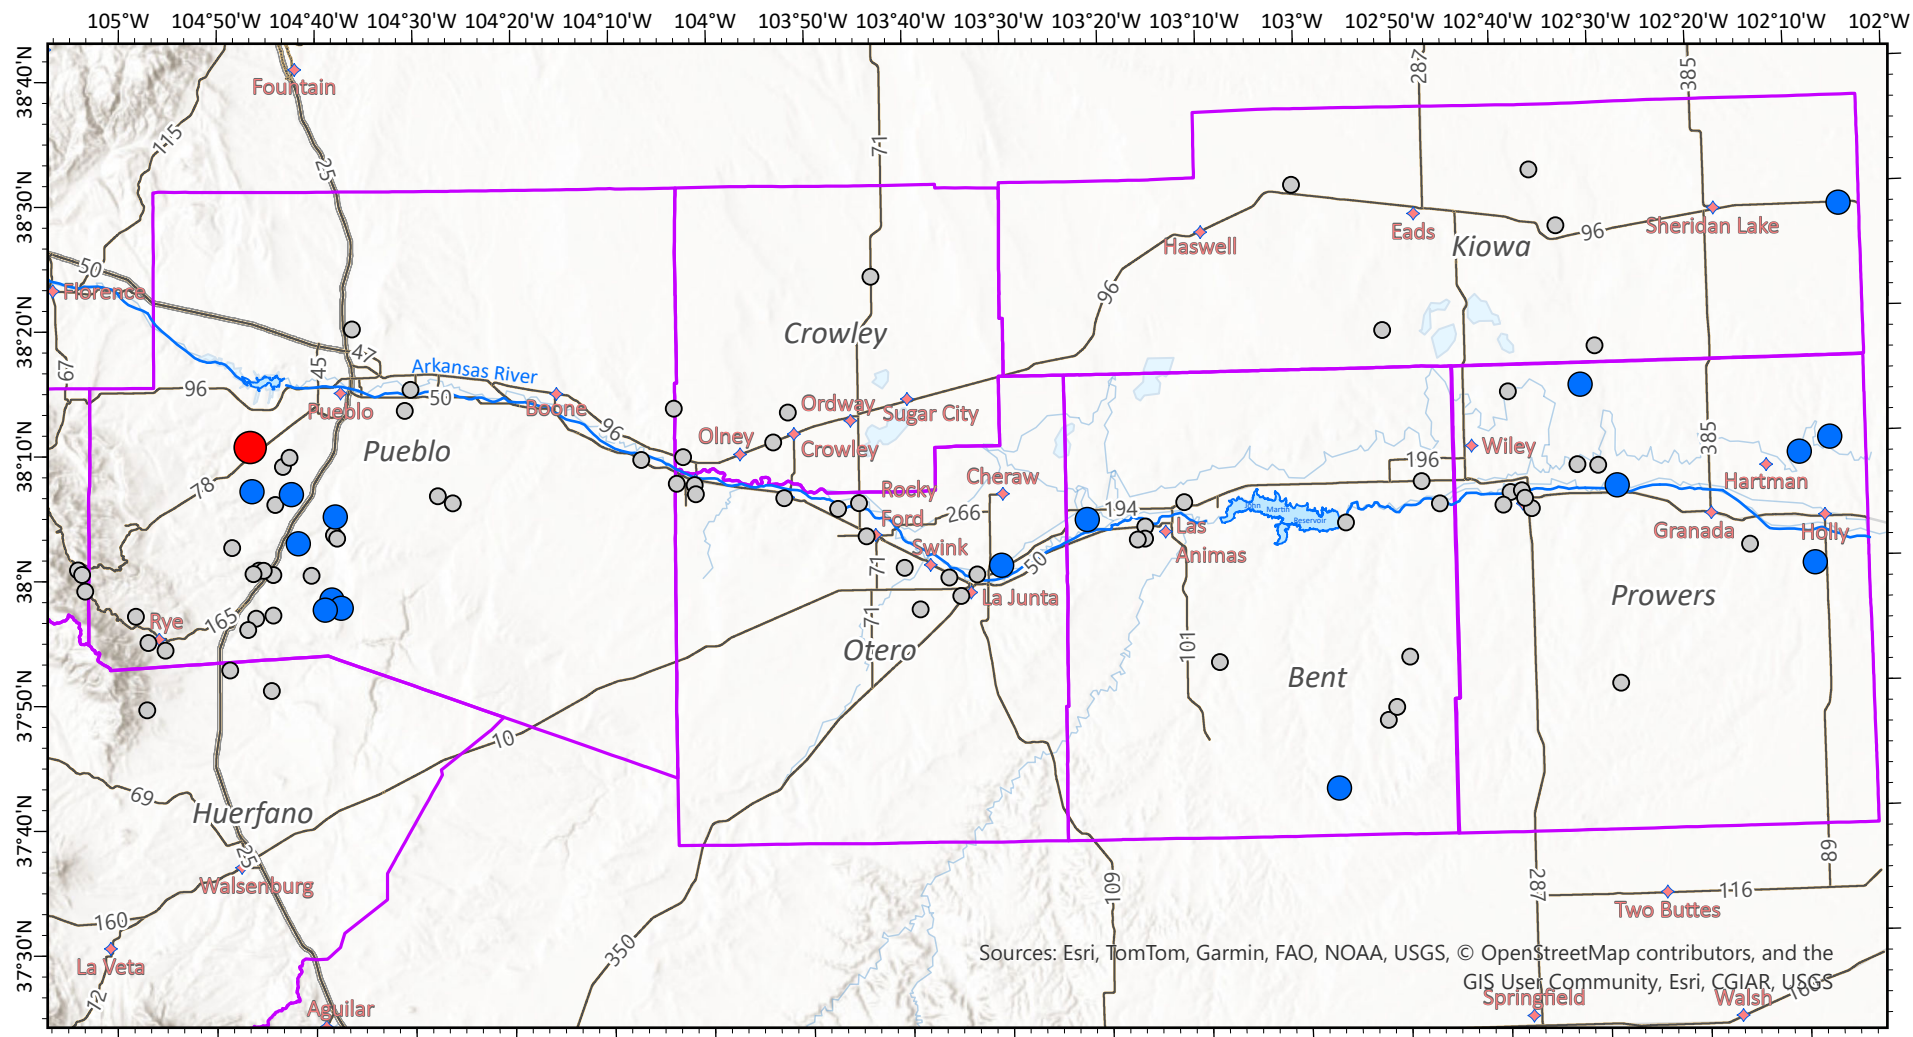 105°W 104°50'W 104°40'W 104°30'W 104°20'W 104°10'W 104°W 103°50'W 103°40'W 103°30'W 103°20'W 103°10'W 103°W 102°50'W 102°40'W 102°30'W 102°20'W 102°10'W 102°W
38°40'N
38°30'N
38°20'N
38°10'N
38°N
37°50'N
37°40'N
37°30'N
Fountain
115
25
71
287
385
Haswell
Eads
Kiowa
96
Sheridan Lake
50
Florence
96
Crowley
67
96
45
47
Arkansas River
50
Pueblo
Boone
Pueblo
96
Olney
Ordway
Crowley
Sugar City
Cheraw
Wiley
196
385
Hartman
78
Rocky
Ford
266
194
John Martin
Reservoir
Granada
Holly
Swink
Las
Animas
50
71
La Junta
71
Rye
165
Otero
101
Bent
Prowers
10
69
Huerfano
25
Walsenburg
160
La Veta
12
Aguilar
350
109
287
89
116
Two Buttes
Sources: Esri, TomTom, Garmin, FAO, NOAA, USGS, © OpenStreetMap contributors, and the
GIS User Community, Esri, CGIAR, USGS
Springfield
Walsh
160